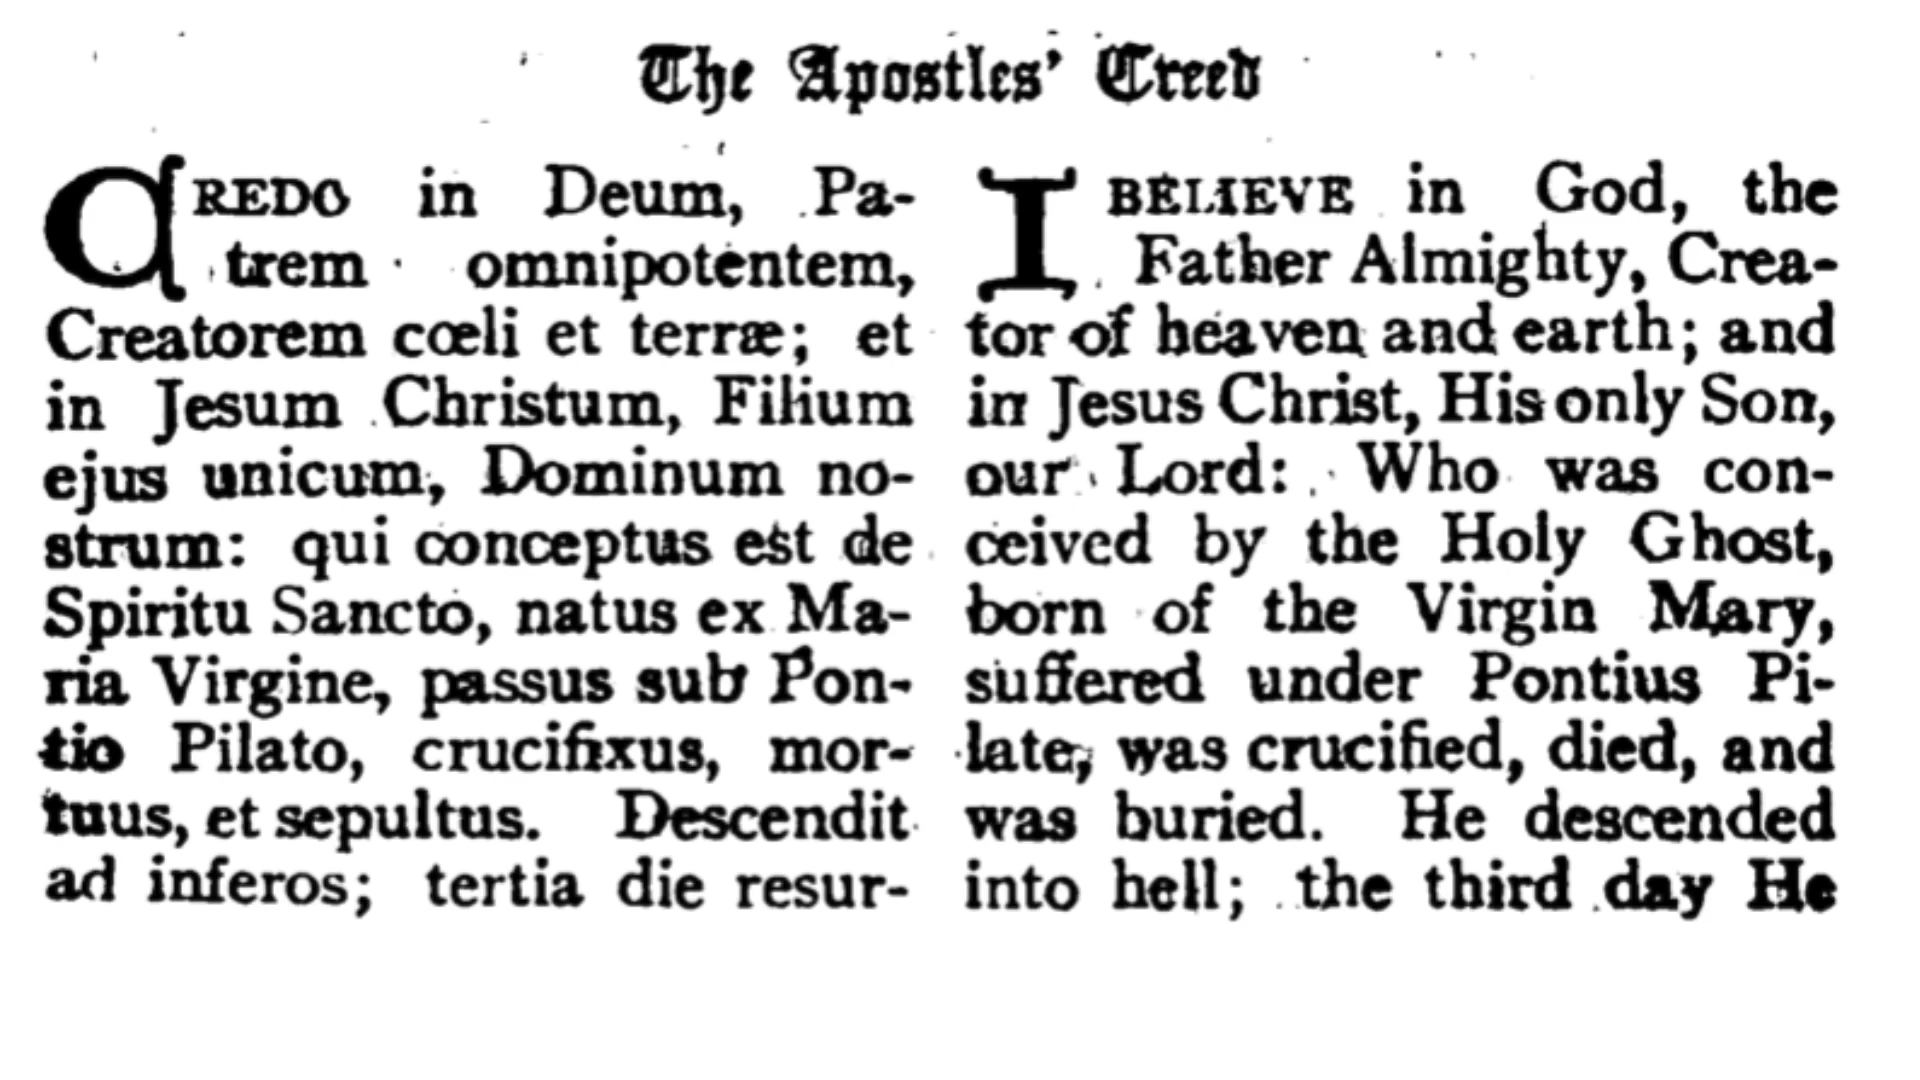 The Apostles' Creed
CREDO in Deum, Pa-
trem omnipotentem,
Creatorem cœli et terræ; et
in Jesum Christum, Filium
ejus unicum, Dominum no-
strum: qui conceptus est de
Spiritu Sancto, natus ex Ma-
ria Virgine, passus sub Pon-
tio Pilato, crucifixus, mor-
tuus, et sepultus. Descendit
ad inferos; tertia die resur-
I BELIEVE in God, the
Father Almighty, Crea-
tor of heaven and earth; and
in Jesus Christ, His only Son,
our Lord: Who was con-
ceived by the Holy Ghost,
born of the Virgin Mary,
suffered under Pontius Pi-
late, was crucified, died, and
was buried. He descended
into hell; the third day He